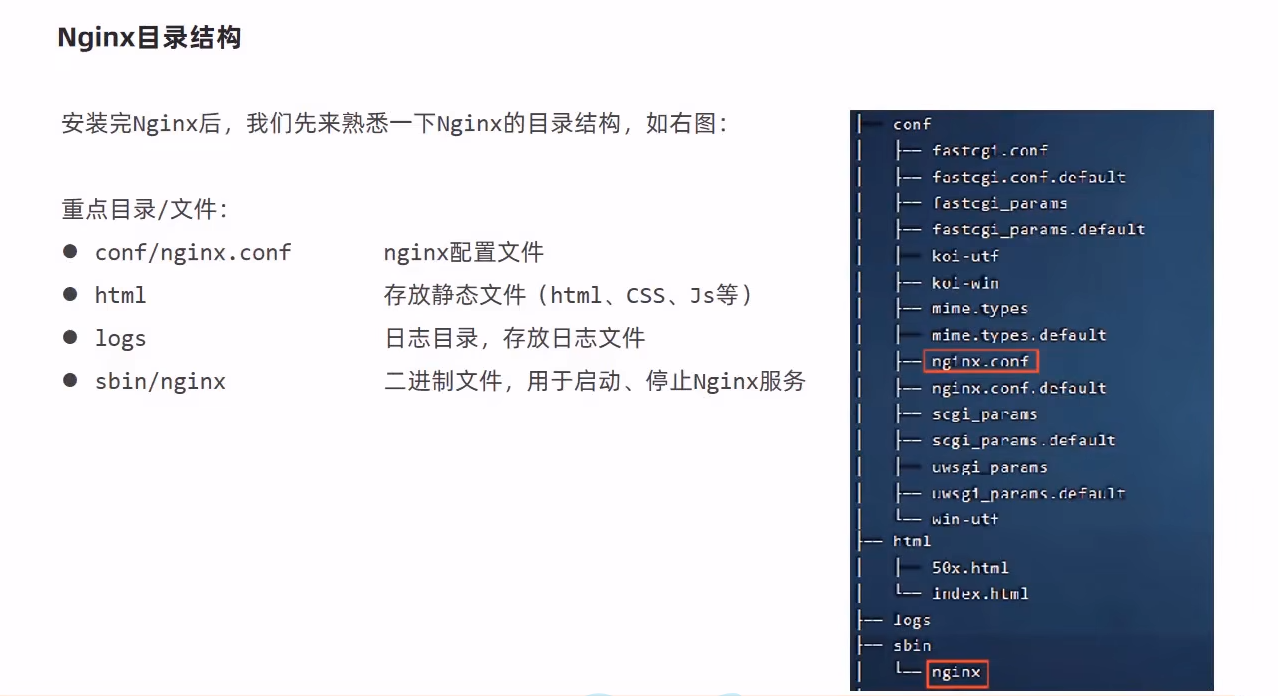 Nginx目录结构
安装完Nginx后，我们先来熟悉一下Nginx的目录结构，如右图：
重点目录/文件：
● conf/nginx.conf nginx配置文件
● html 存放静态文件（html、CSS、Js等）
● logs 日志目录，存放日志文件
● sbin/nginx 二进制文件，用于启动、停止Nginx服务
├── conf
│   ├── fastcgi.conf
│   ├── fastcgi.conf.default
│   ├── fastcgi_params
│   ├── fastcgi_params.default
│   ├── koi-utf
│   ├── koi-win
│   ├── mime.types
│   ├── mime.types.default
│   ├── nginx.conf
│   ├── nginx.conf.default
│   ├── scgi_params
│   ├── scgi_params.default
│   ├── uwsgi_params
│   ├── uwsgi_params.default
│   └── win-utf
├── html
│   ├── 50x.html
│   └── index.html
├── logs
├── sbin
│   └── nginx